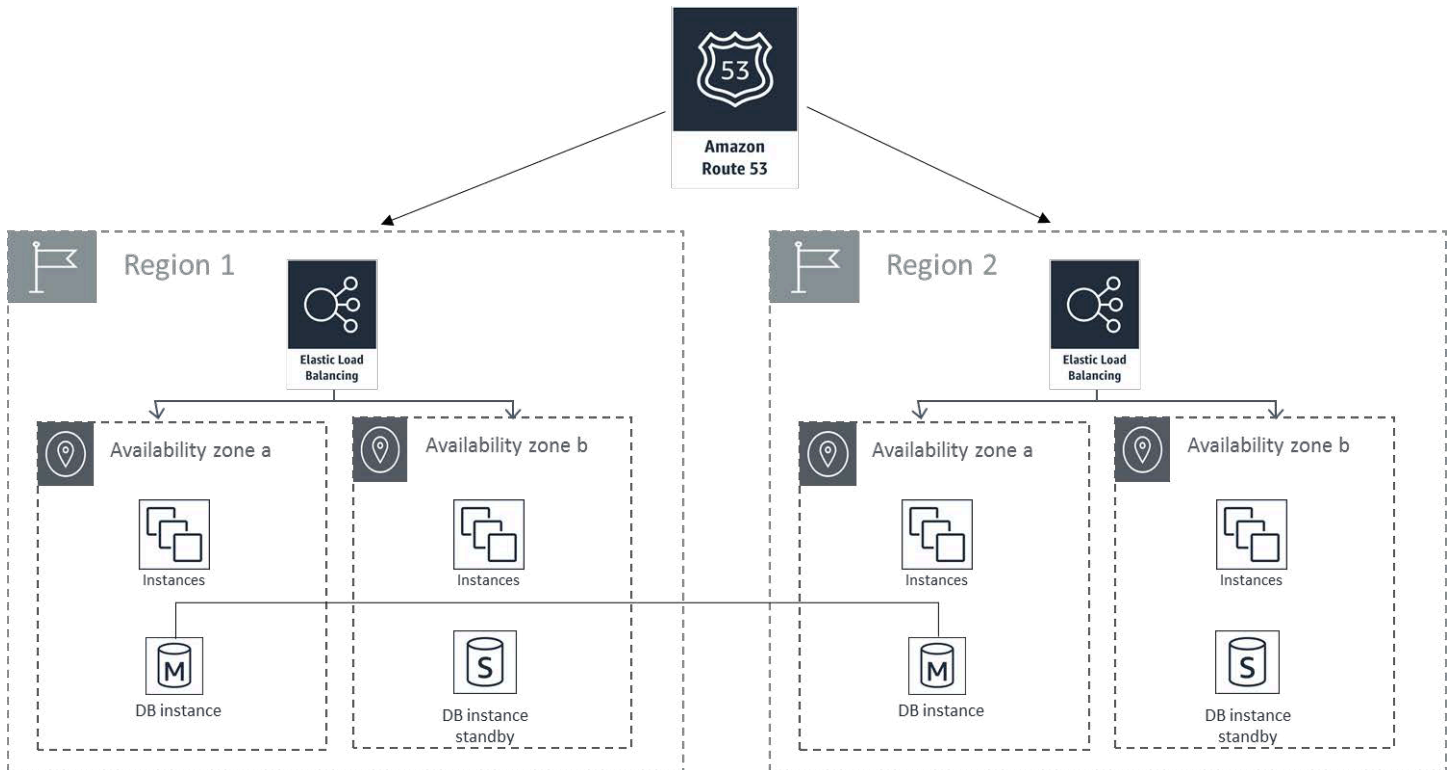 53
Amazon
Route 53
Region 1
Elastic Load
Balancing
Availability zone a
Availability zone b
Instances
Instances
M
S
DB instance
DB instance
standby
Region 2
Elastic Load
Balancing
Availability zone a
Availability zone b
Instances
Instances
M
S
DB instance
DB instance
standby